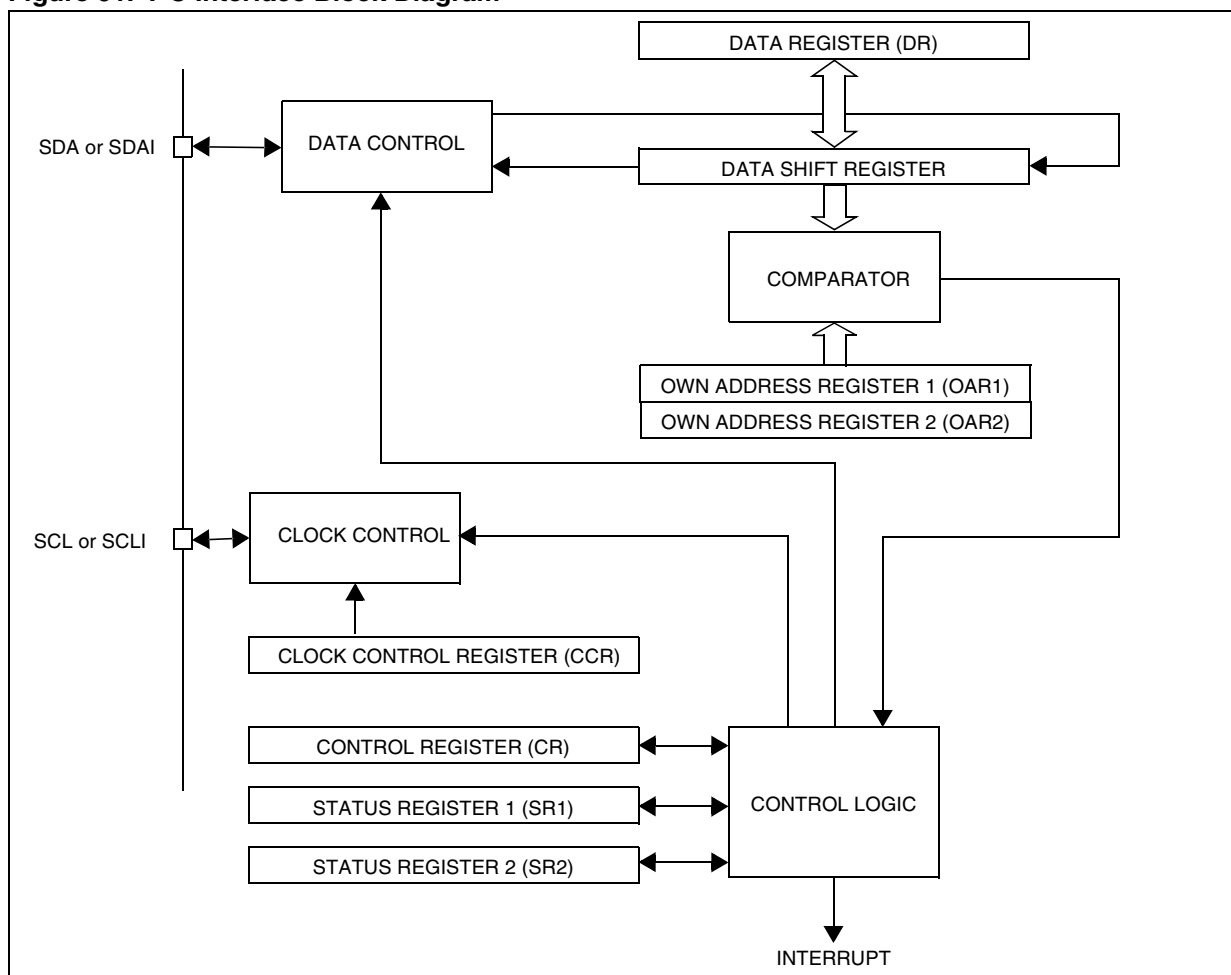 DATA REGISTER (DR)
SDA or SDAI
DATA CONTROL
DATA SHIFT REGISTER
COMPARATOR
OWN ADDRESS REGISTER 1 (OAR1)
OWN ADDRESS REGISTER 2 (OAR2)
SCL or SCLI
CLOCK CONTROL
CLOCK CONTROL REGISTER (CCR)
CONTROL REGISTER (CR)
STATUS REGISTER 1 (SR1)
CONTROL LOGIC
STATUS REGISTER 2 (SR2)
INTERRUPT